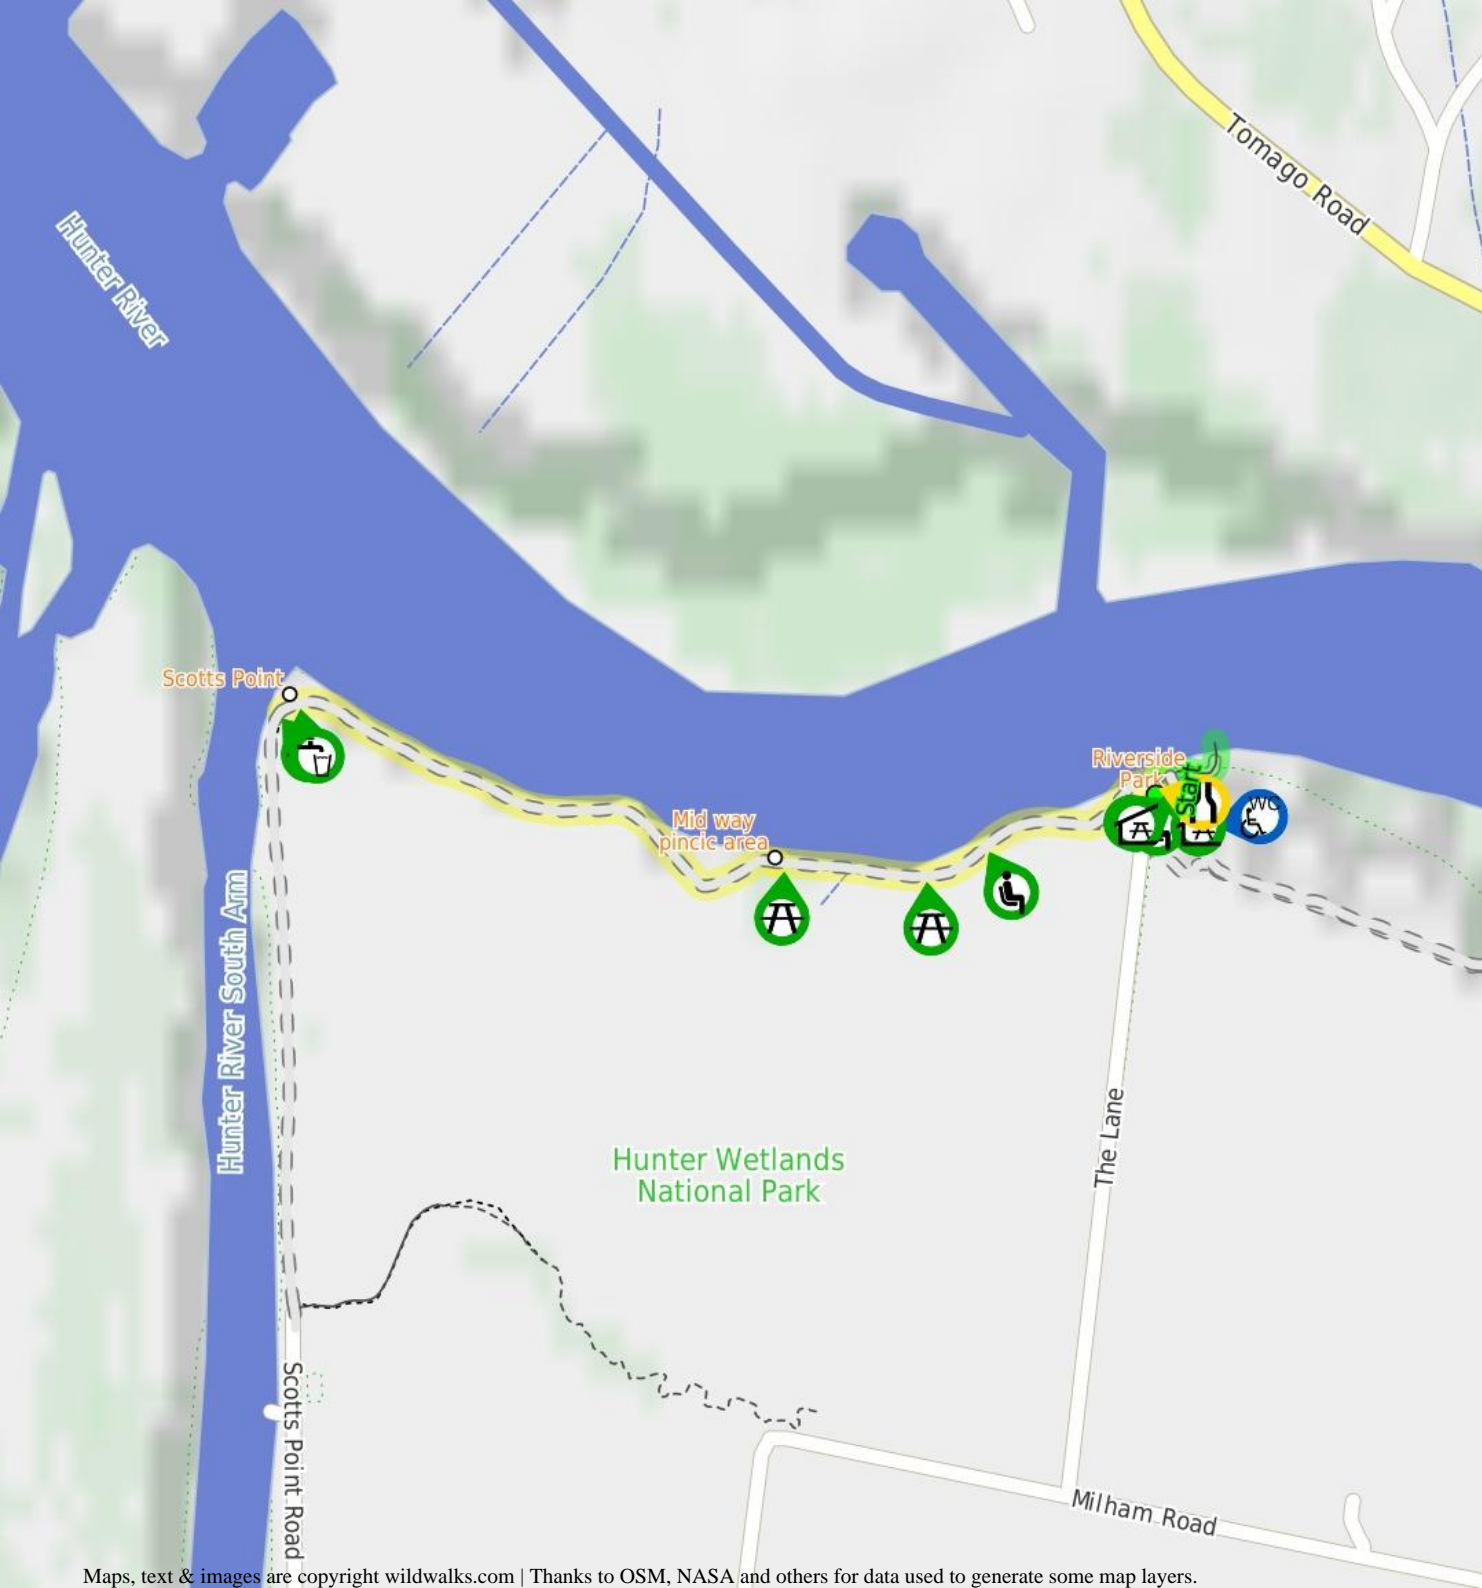 Tomago Road
Hunter River
Scotts Point
Riverside
Park
Start
WC
Mid way
pincic area
Hunter River South Arm
The Lane
Hunter Wetlands
National Park
Scotts Point Road
Milham Road
Maps, text & images are copyright wildwalks.com | Thanks to OSM, NASA and others for data used to generate some map layers.